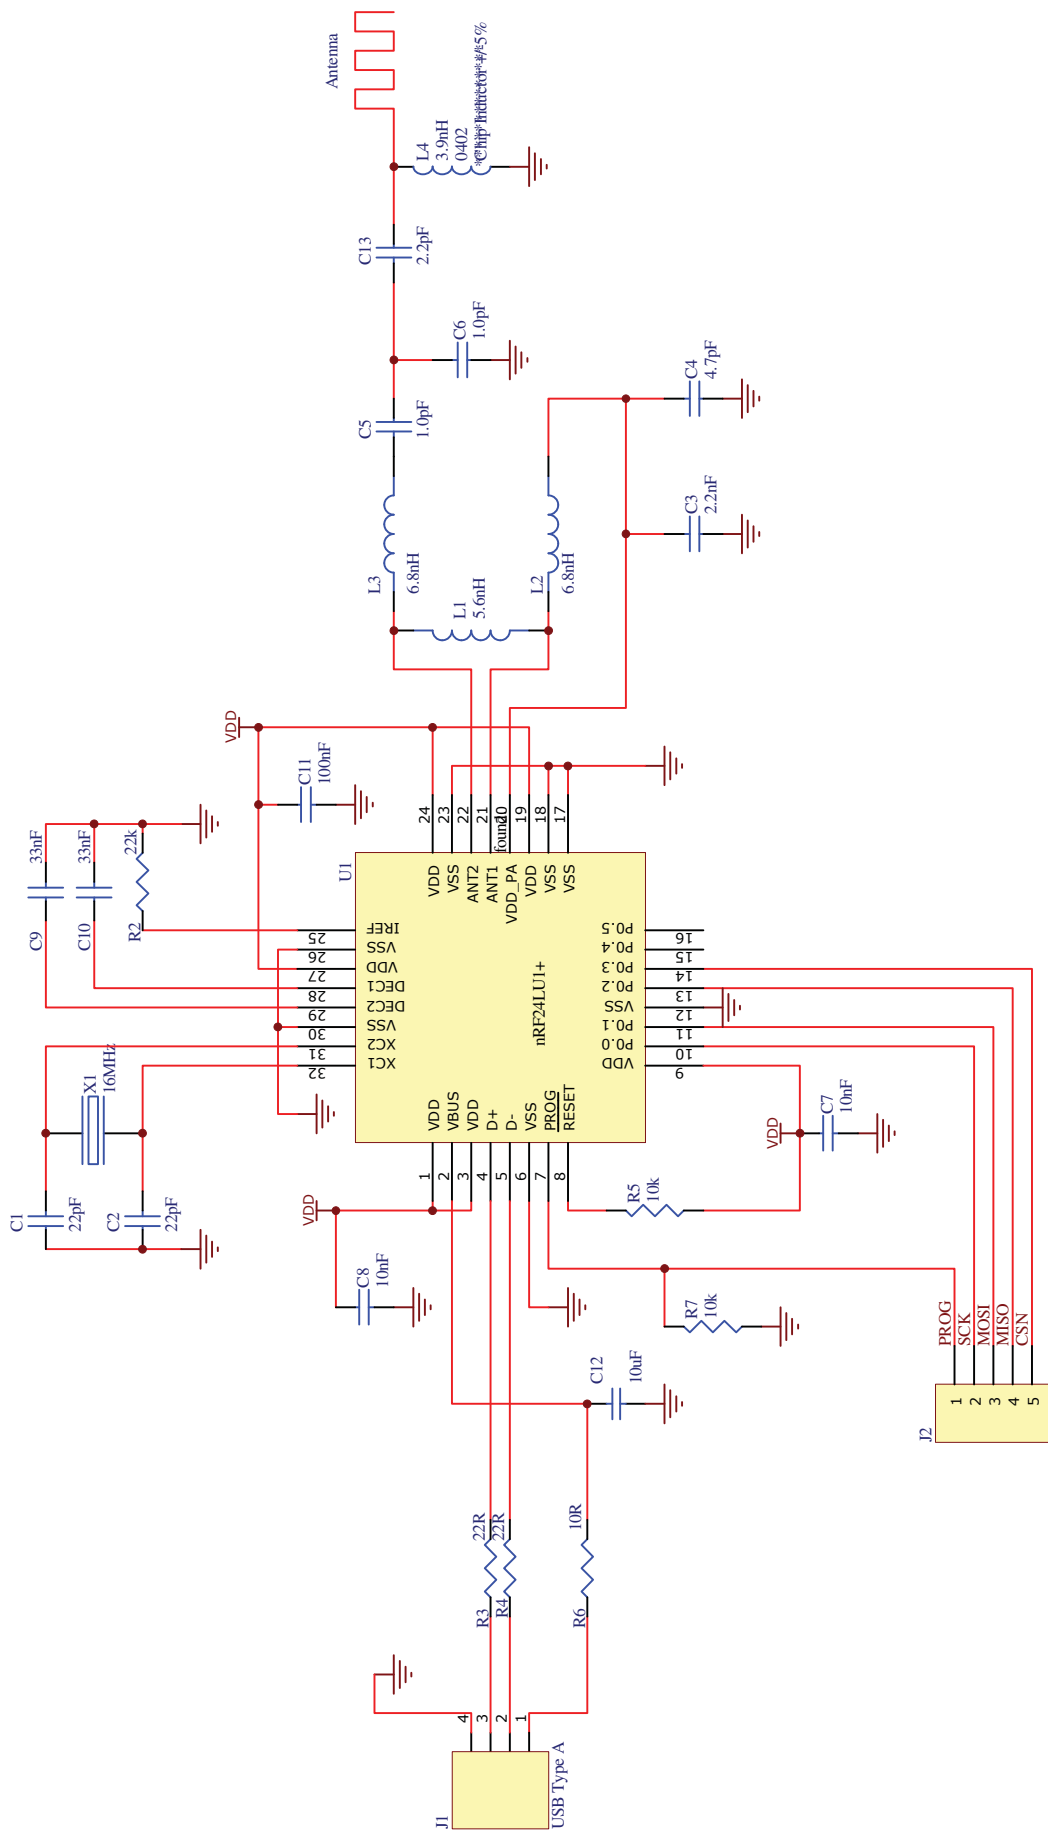 C1
22pF
C2
22pF
X1
16MHz
C9
33nF
C10
33nF
R2
22k
VDD
C11
100nF
VDD
C8
10nF
J1
USB Type A
4
3
2
1
R3
22R
R4
22R
R6
10R
C12
10uF
U1
nRF24LU1+
1
VDD
2
VBUS
3
VDD
4
D+
5
D-
6
VSS
7
PROG
8
RESET
32
XC1
31
XC2
30
VSS
29
DEC2
28
DEC1
27
VDD
26
VSS
25
IREF
VDD
24
VSS
23
ANT2
22
ANT1
21
VDD_PA
20
found
VDD
19
VSS
18
VSS
17
9
VDD
10
P0.0
11
P0.1
12
VSS
13
P0.2
14
P0.3
15
P0.4
16
P0.5
L3
6.8nH
L1
5.6nH
L2
6.8nH
C5
1.0pF
C6
1.0pF
C13
2.2pF
L4
3.9nH
0402
Chip Inductor +/-5%
Antenna
C3
2.2nF
C4
4.7pF
R5
10k
VDD
C7
10nF
R7
10k
J2
1
2
3
4
5
PROG
SCK
MOSI
MISO
CSN